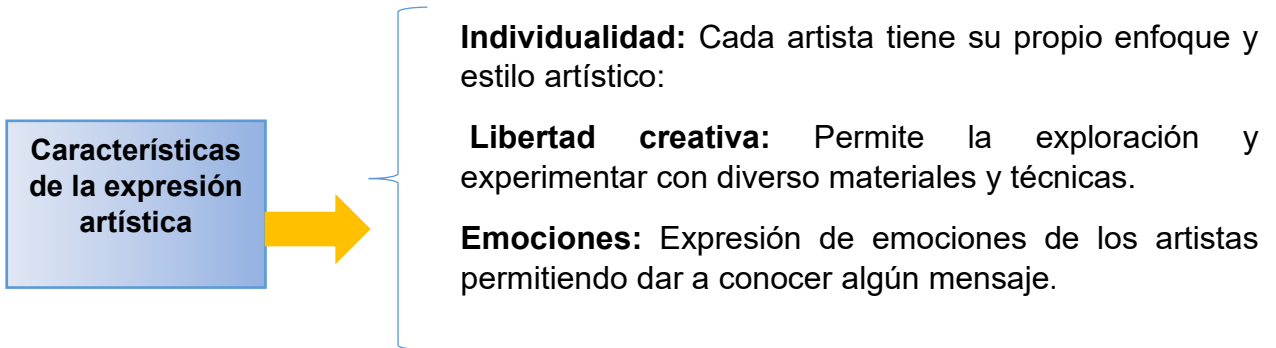 Características
de la expresión
artística
Individualidad: Cada artista tiene su propio enfoque y
estilo artístico:
Libertad creativa: Permite la exploración y
experimentar con diverso materiales y técnicas.
Emociones: Expresión de emociones de los artistas
permitiendo dar a conocer algún mensaje.